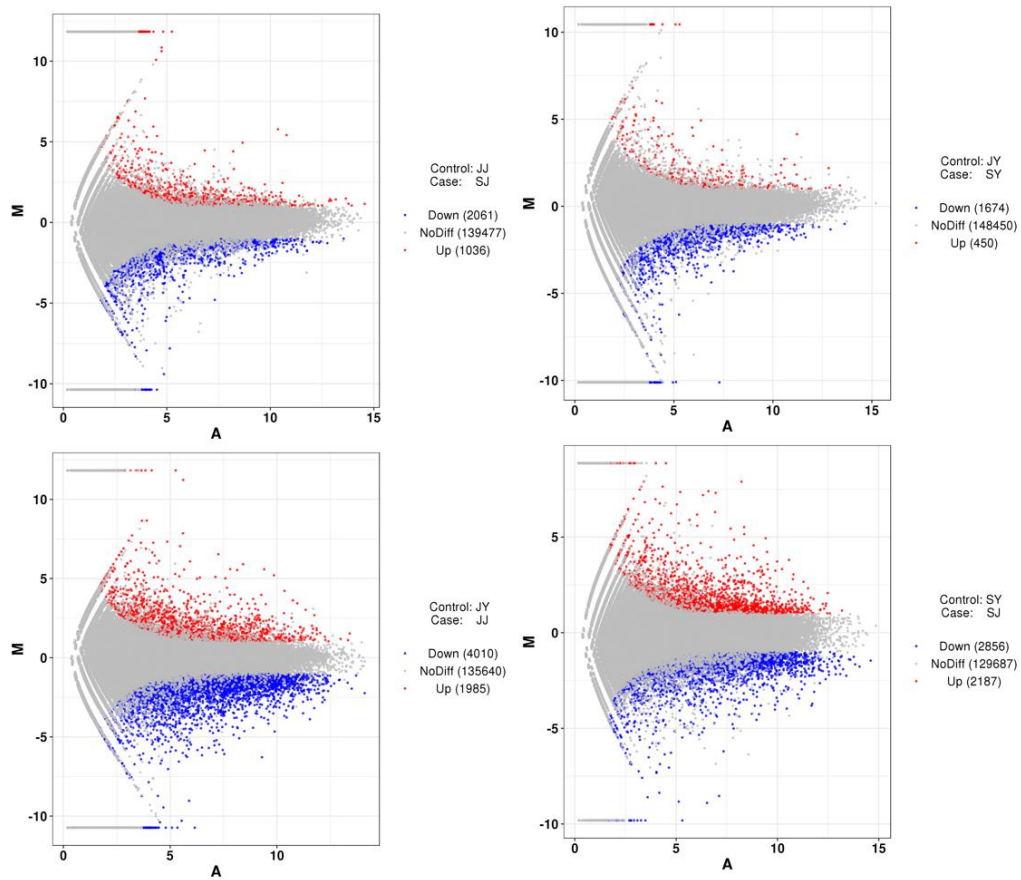 10
5
0
-5
-10
M
0
5
10
15
A
Control: JJ
Case: SJ
Down (2061)
NoDiff (139477)
Up (1036)
10
5
0
-5
-10
M
0
5
10
15
A
Control: JY
Case: SY
Down (1674)
NoDiff (148450)
Up (450)
10
5
0
-5
-10
M
0
5
10
A
Control: JY
Case: JJ
Down (4010)
NoDiff (135640)
Up (1985)
5
0
-5
-10
M
0
5
10
15
A
Control: SY
Case: SJ
Down (2856)
NoDiff (129687)
Up (2187)